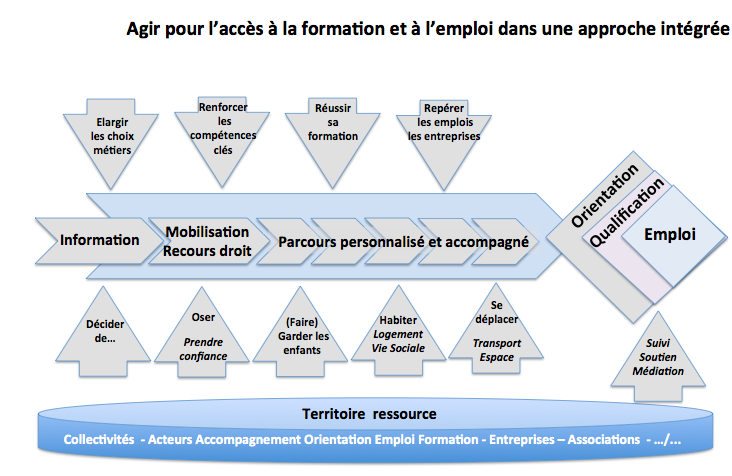 Agir pour l'accès à la formation et à l'emploi dans une approche intégrée
Elargir
les choix
métiers
Renforcer
les
compétences
clés
Réussir
sa
formation
Repérer
les emplois
les entreprises
Information
Mobilisation
Recours droit
Parcours personnalisé et accompagné
Orientation
Qualification
Emploi
Décider
de...
Oser
Prendre
confiance
(Faire)
Garder les
enfants
Habiter
Logement
Vie Sociale
Se
déplacer
Transport
Espace
Suivi
Soutien
Médiation
Territoire ressource
Collectivités - Acteurs Accompagnement Orientation Emploi Formation - Entreprises – Associations - .../...